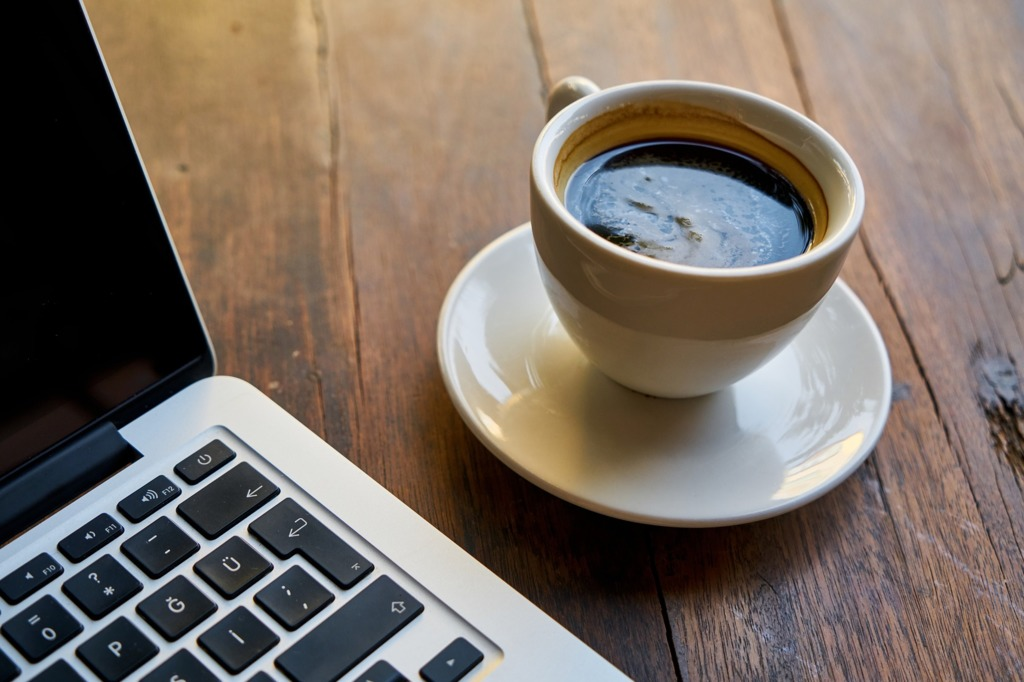 F10 F11 F12
= ? _
0 * -
P Ğ Ü
İ ;
,